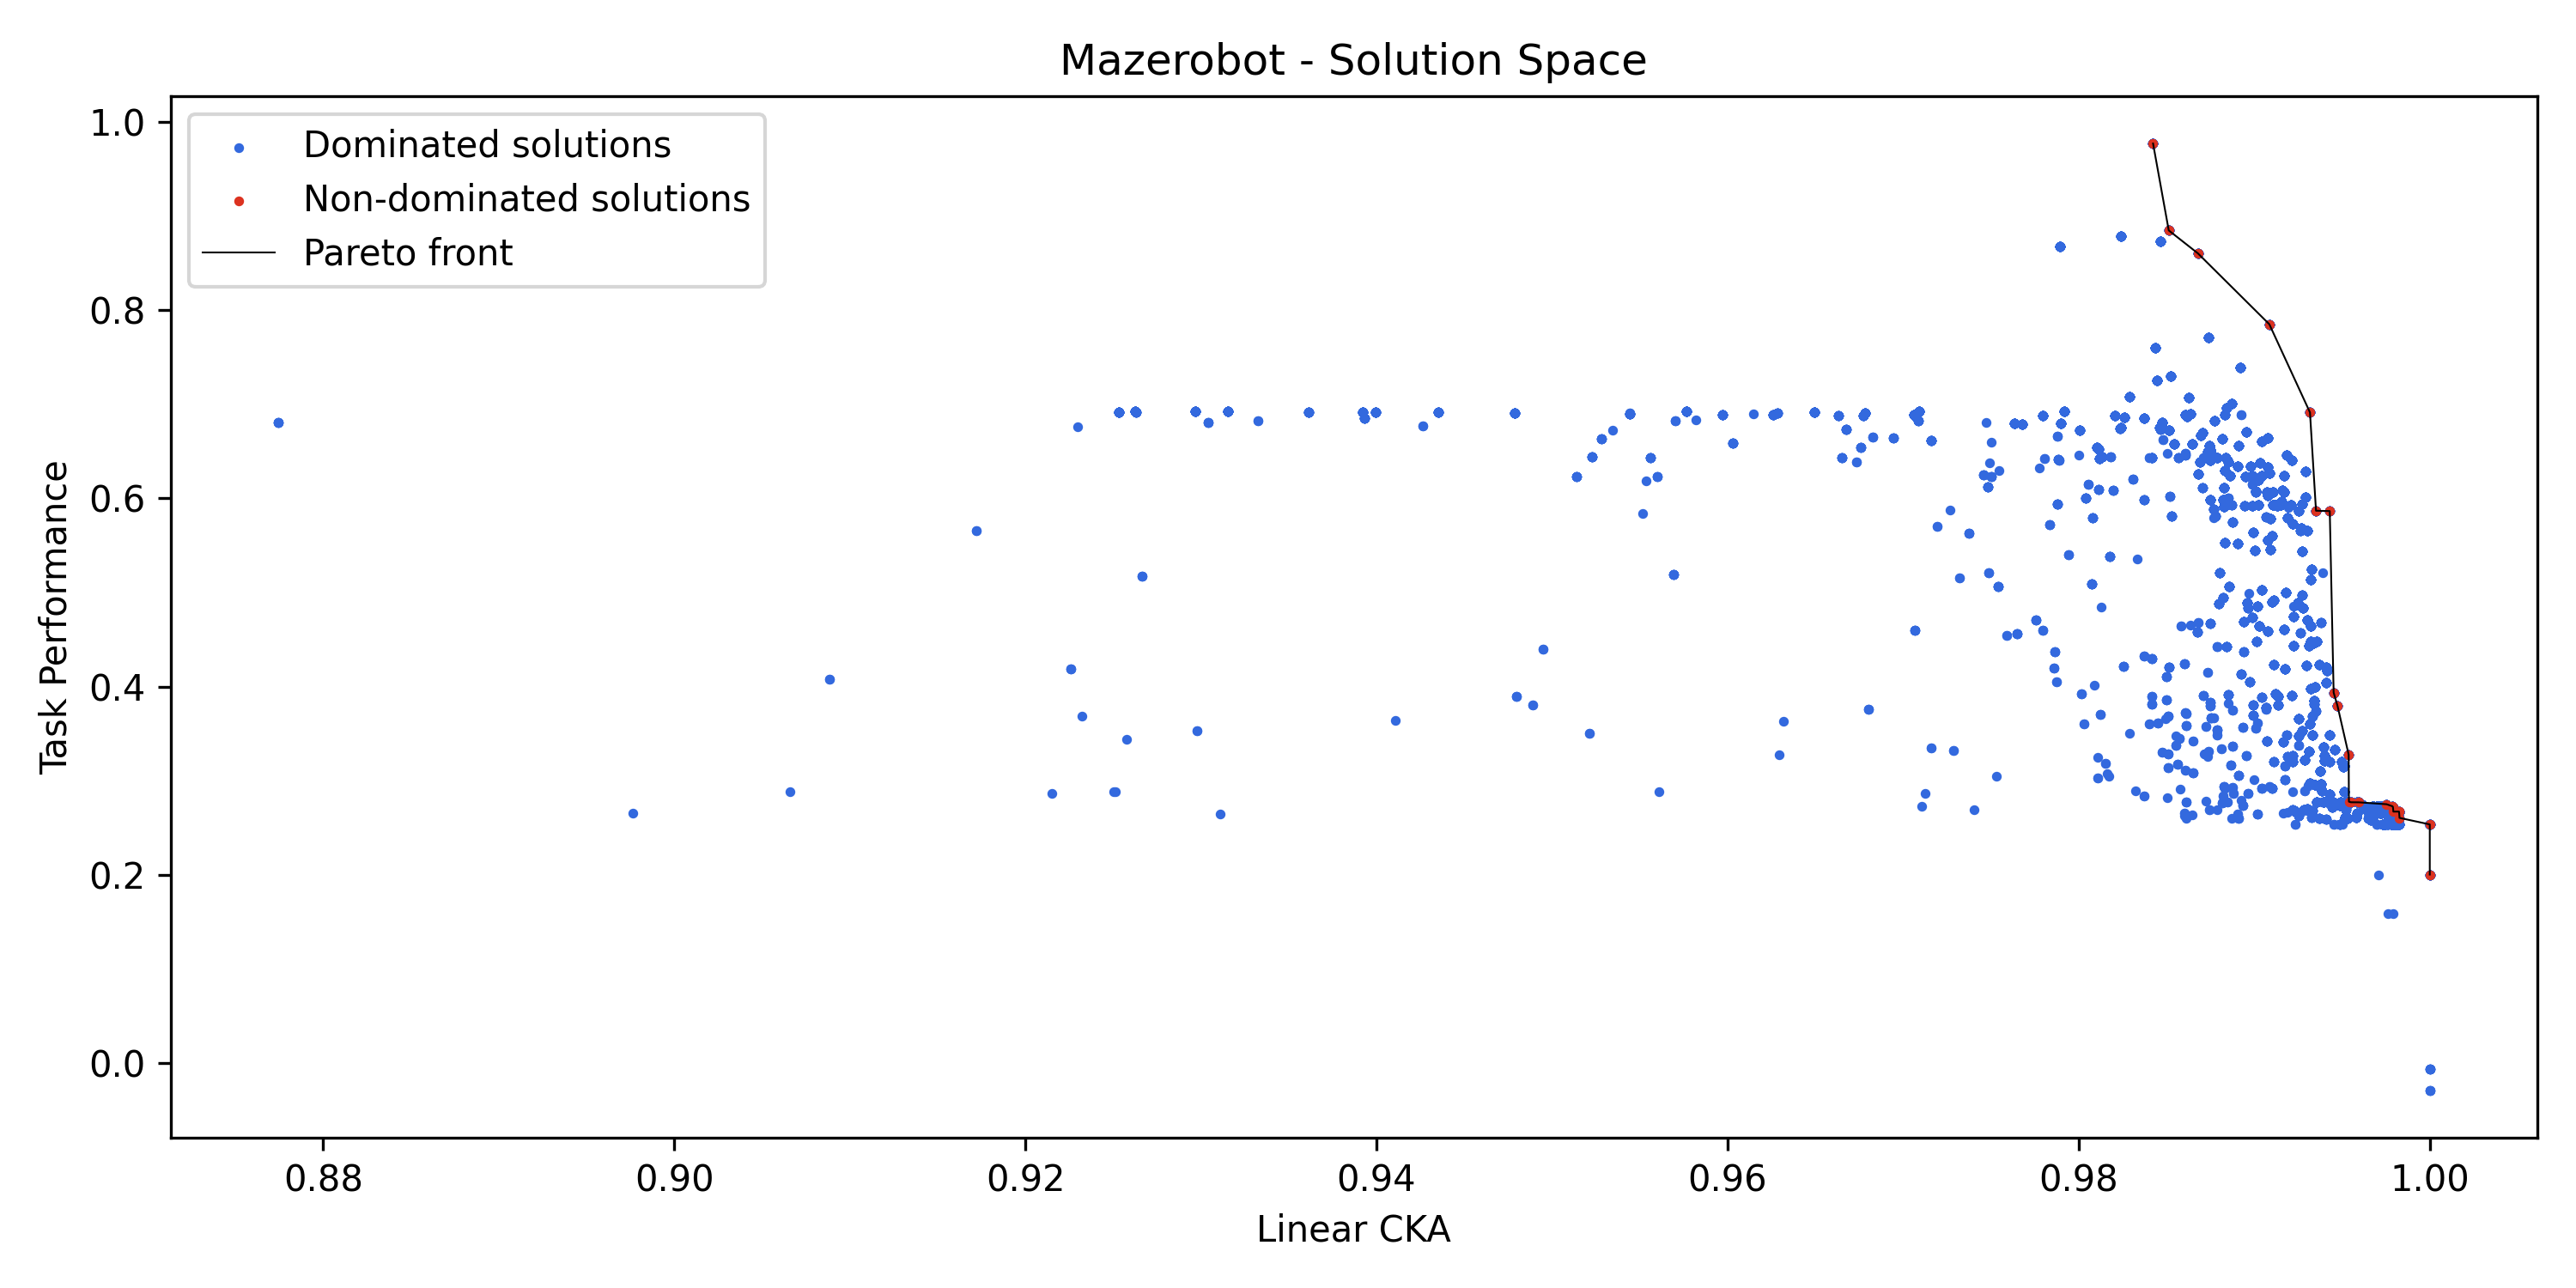 Mazerobot - Solution Space
Dominated solutions
Non-dominated solutions
Pareto front
1.0
0.8
0.6
0.4
0.2
0.0
Task Performance
0.88 0.90 0.92 0.94 0.96 0.98 1.00
Linear CKA